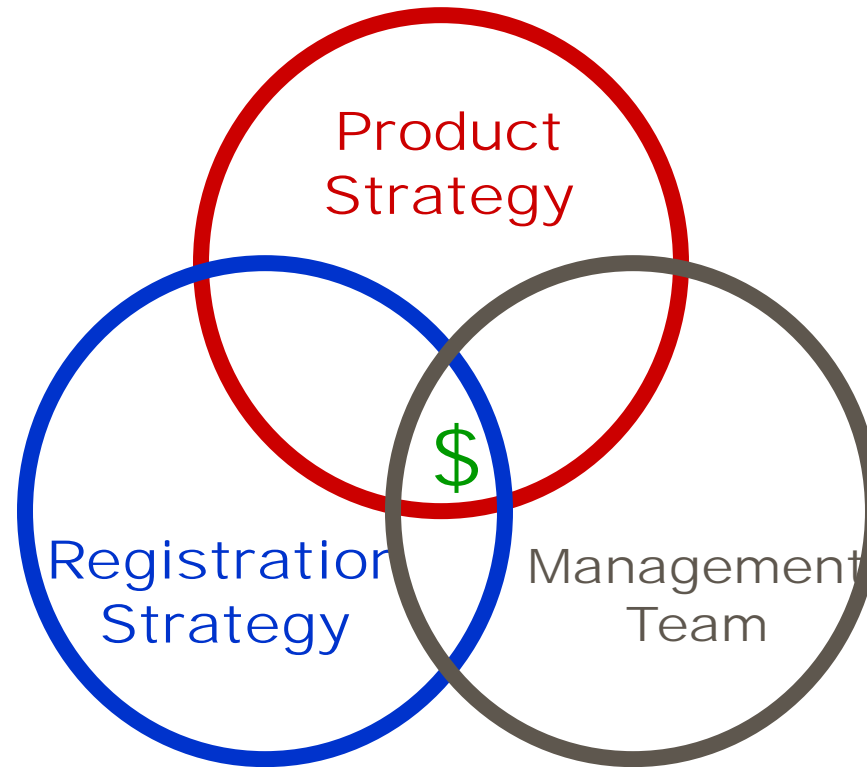 Product
Strategy
$
Registration
Strategy
Management
Team